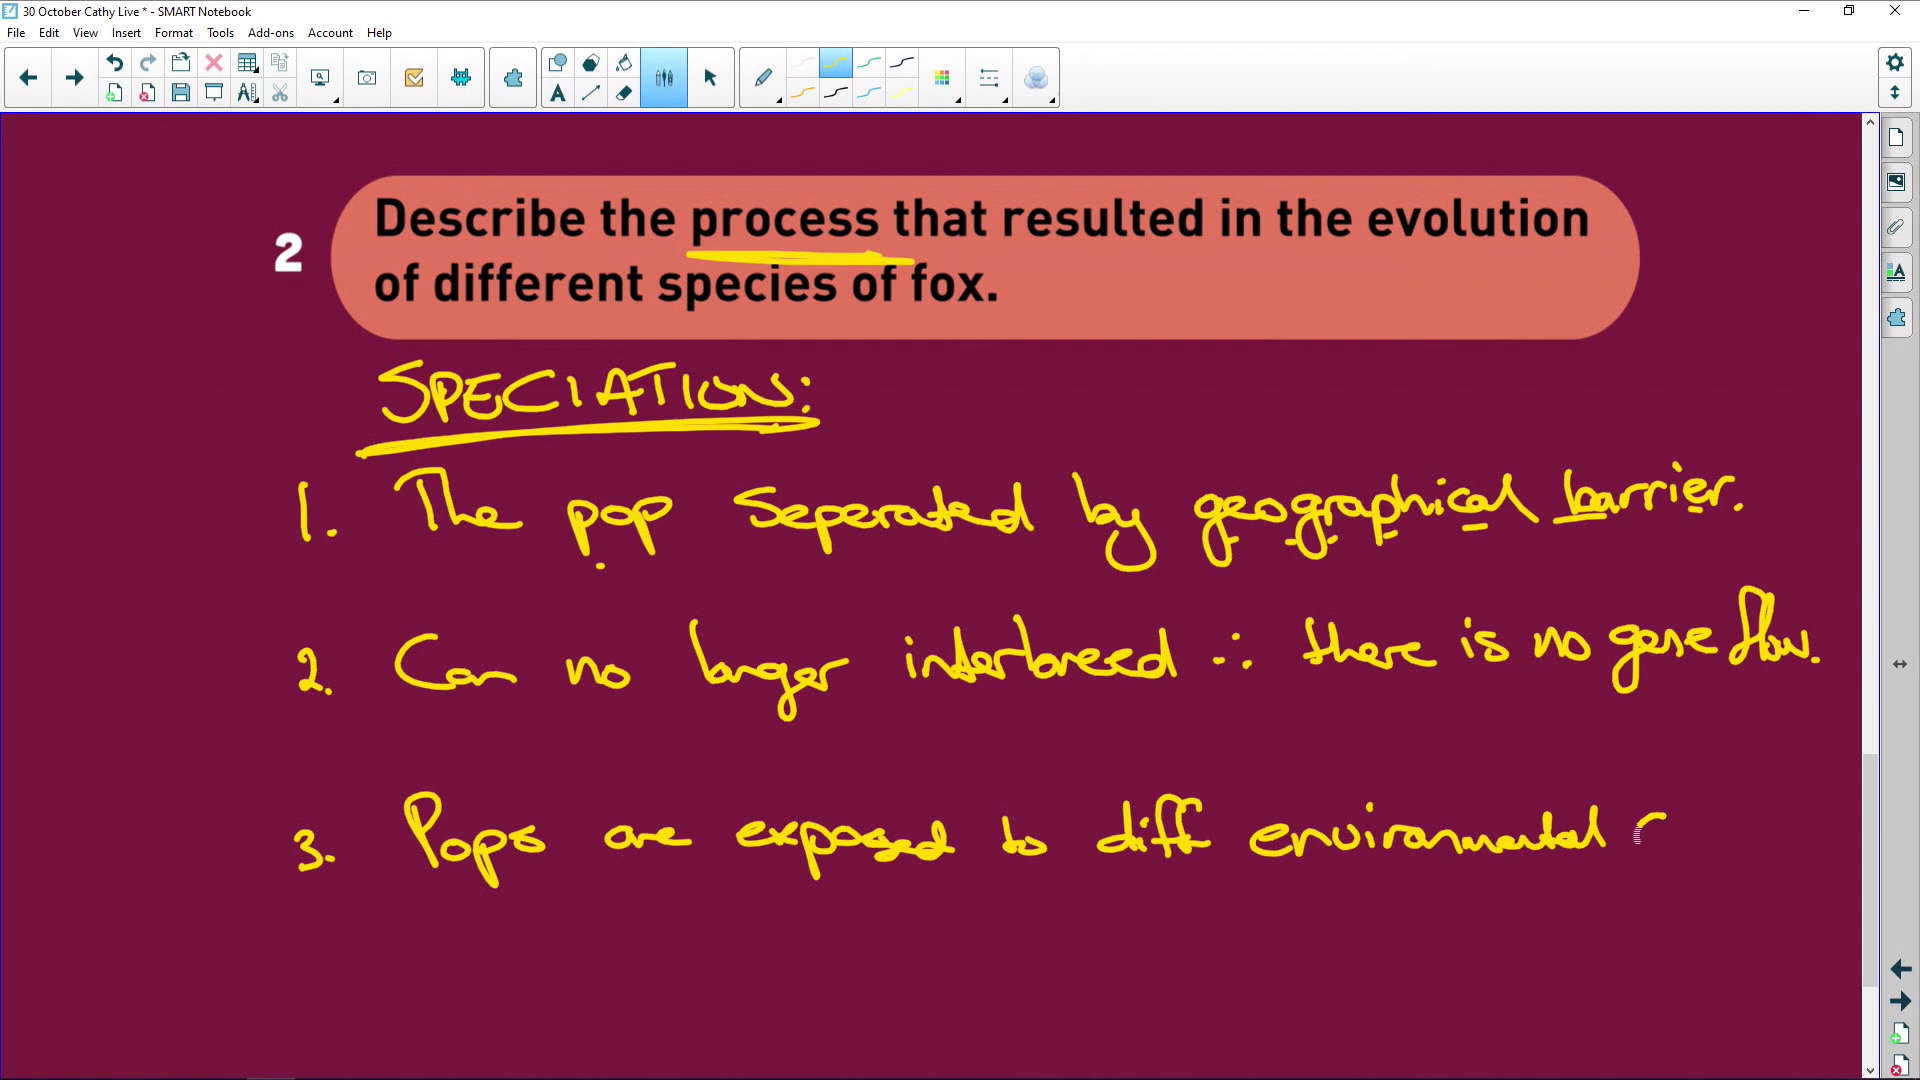 30 October Cathy Live * - SMART Notebook
File Edit View Insert Format Tools Add-ons Account Help
2 Describe the process that resulted in the evolution
of different species of fox.
SPECIATION:
1. The pop seperated by geographical barrier.
2. Can no longer interbreed ∴ there is no gene flow.
3. Pops are exposed to diff environmental c